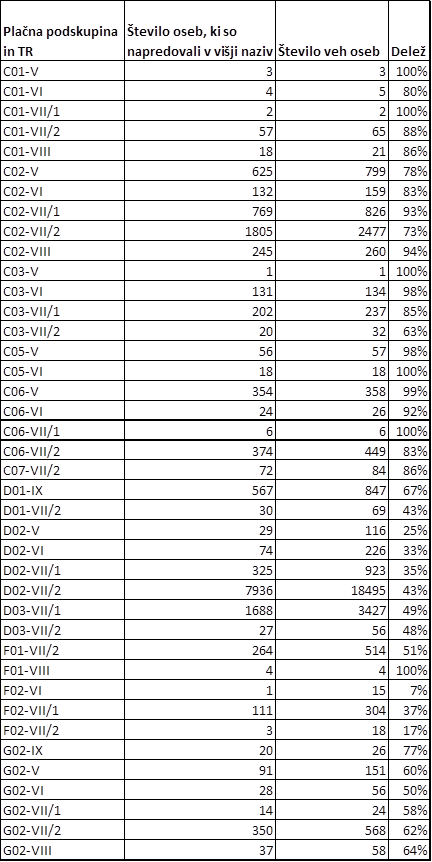 Plačna podskupina in TR | Število oseb, ki so napredovali v višji naziv | Število veh oseb | Delež
C01-V 3 3 100%
C01-VI 4 5 80%
C01-VII/1 2 2 100%
C01-VII/2 57 65 88%
C01-VIII 18 21 86%
C02-V 625 799 78%
C02-VI 132 159 83%
C02-VII/1 769 826 93%
C02-VII/2 1805 2477 73%
C02-VIII 245 260 94%
C03-V 1 1 100%
C03-VI 131 134 98%
C03-VII/1 202 237 85%
C03-VII/2 20 32 63%
C05-V 56 57 98%
C05-VI 18 18 100%
C06-V 354 358 99%
C06-VI 24 26 92%
C06-VII/1 6 6 100%
C06-VII/2 374 449 83%
C07-VII/2 72 84 86%
D01-IX 567 847 67%
D01-VII/2 30 69 43%
D02-V 29 116 25%
D02-VI 74 226 33%
D02-VII/1 325 923 35%
D02-VII/2 7936 18495 43%
D03-VII/1 1688 3427 49%
D03-VII/2 27 56 48%
F01-VII/2 264 514 51%
F01-VIII 4 4 100%
F02-VI 1 15 7%
F02-VII/1 111 304 37%
F02-VII/2 3 18 17%
G02-IX 20 26 77%
G02-V 91 151 60%
G02-VI 28 56 50%
G02-VII/1 14 24 58%
G02-VII/2 350 568 62%
G02-VIII 37 58 64%